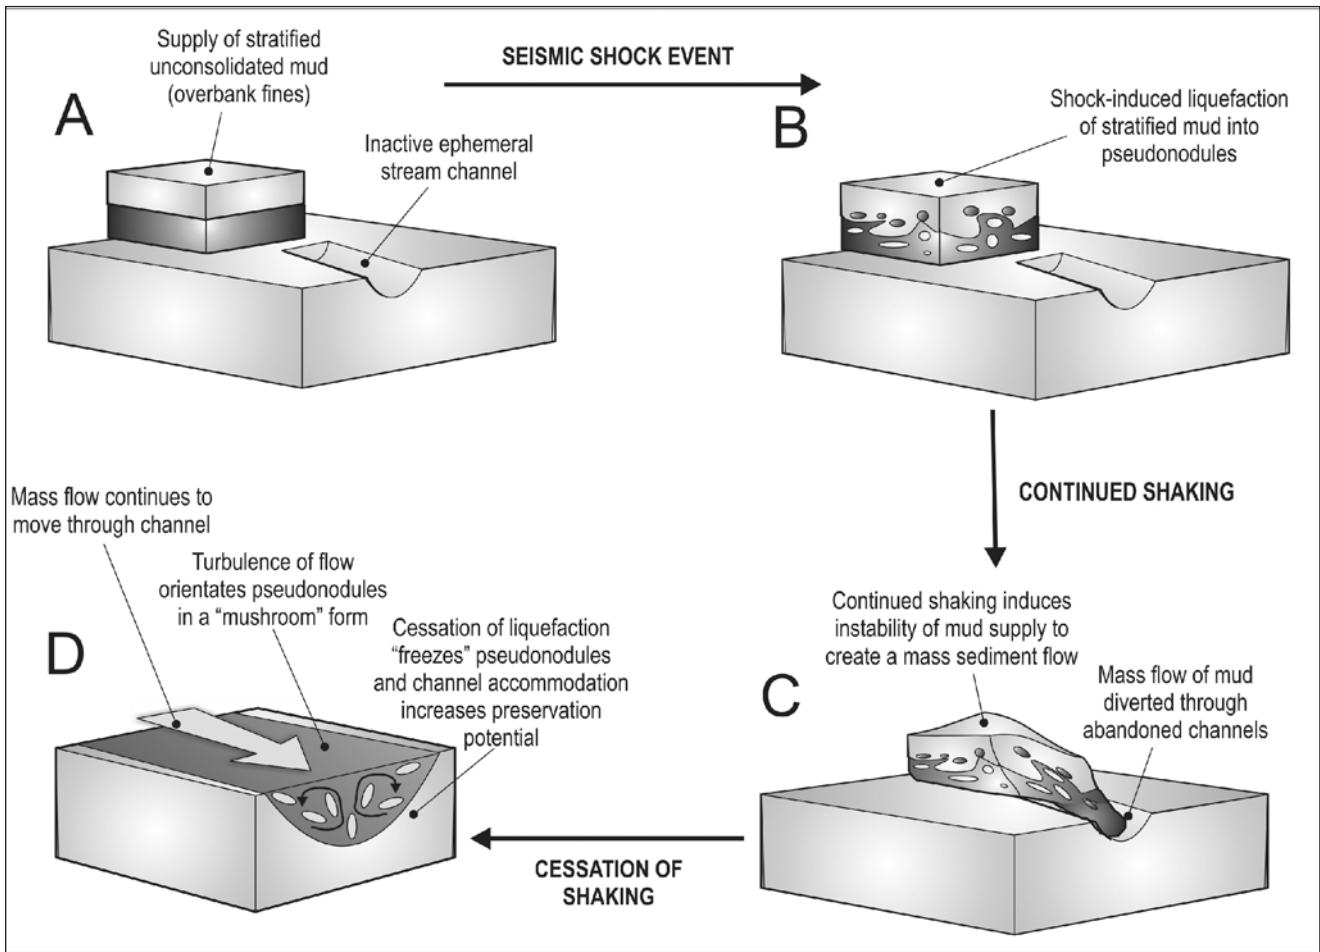 A
Supply of stratified
unconsolidated mud
(overbank fines)
Inactive ephemeral
stream channel
SEISMIC SHOCK EVENT
B
Shock-induced liquefaction
of stratified mud into
pseudonodules
CONTINUED SHAKING
C
Continued shaking induces
instability of mud supply to
create a mass sediment flow
Mass flow of mud
diverted through
abandoned channels
CESSATION OF
SHAKING
D
Mass flow continues to
move through channel
Turbulence of flow
orientates pseudonodules
in a “mushroom” form
Cessation of liquefaction
“freezes” pseudonodules
and channel accommodation
increases preservation
potential